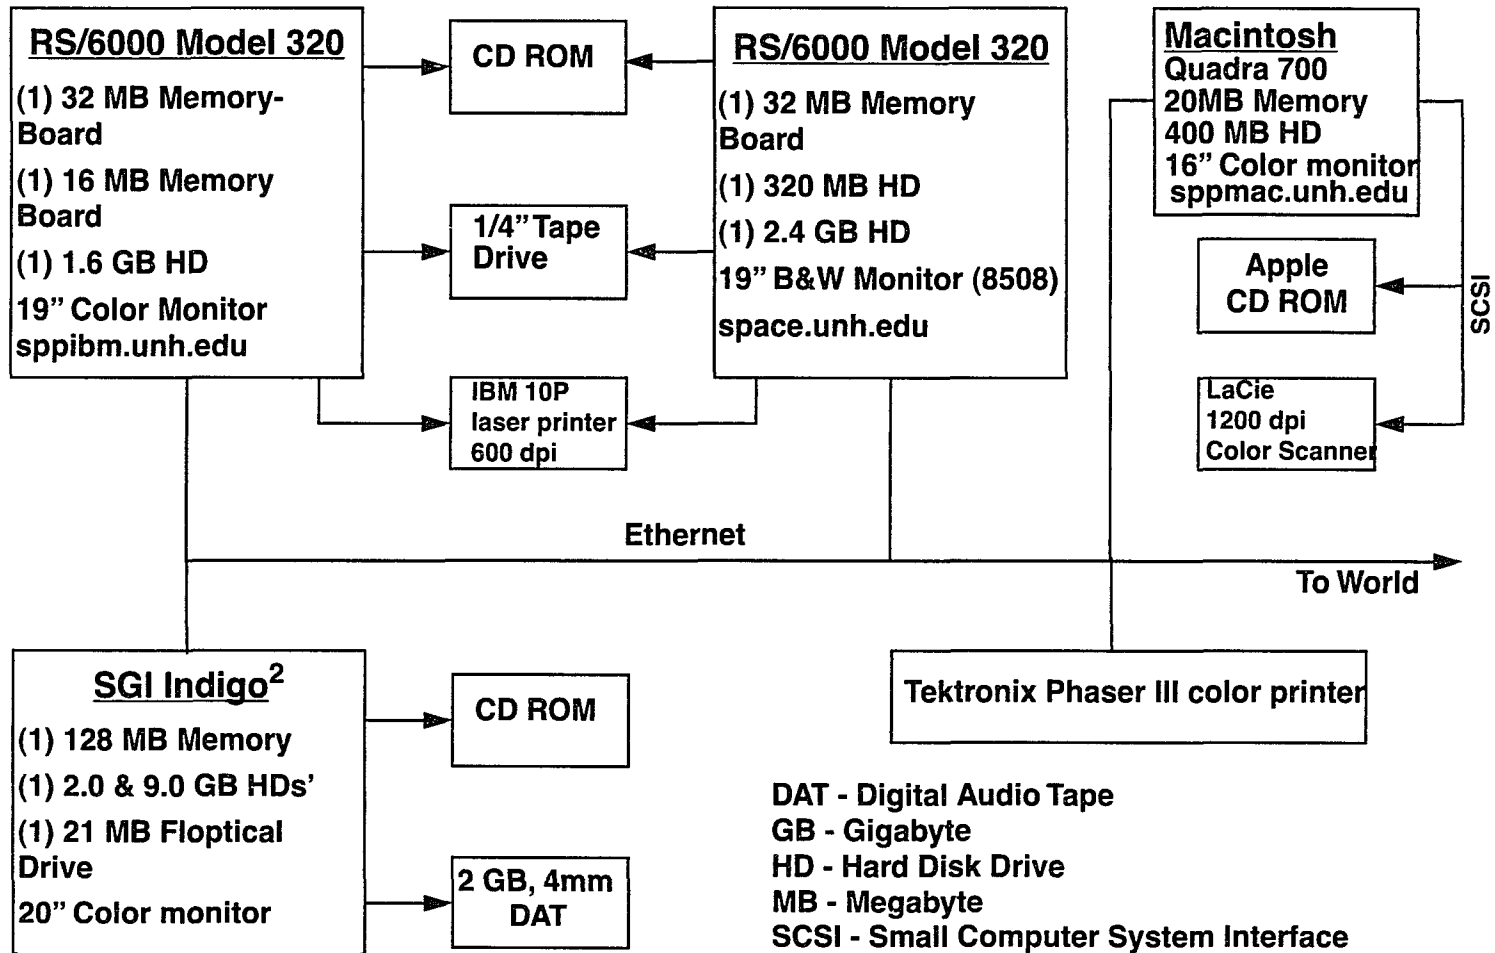 RS/6000 Model 320
(1) 32 MB Memory-
Board
(1) 16 MB Memory
Board
(1) 1.6 GB HD
19” Color Monitor
sppibm.unh.edu
CD ROM
1/4” Tape
Drive
IBM 10P
laser printer
600 dpi
RS/6000 Model 320
(1) 32 MB Memory
Board
(1) 320 MB HD
(1) 2.4 GB HD
19” B&W Monitor (8508)
space.unh.edu
Macintosh
Quadra 700
20MB Memory
400 MB HD
16” Color monitor
sppmac.unh.edu
Apple
CD ROM
SCSI
LaCie
1200 dpi
Color Scanner
Ethernet
To World
SGI Indigo²
(1) 128 MB Memory
(1) 2.0 & 9.0 GB HDs’
(1) 21 MB Floptical
Drive
20” Color monitor
CD ROM
2 GB, 4mm
DAT
Tektronix Phaser III color printer
DAT - Digital Audio Tape
GB - Gigabyte
HD - Hard Disk Drive
MB - Megabyte
SCSI - Small Computer System Interface